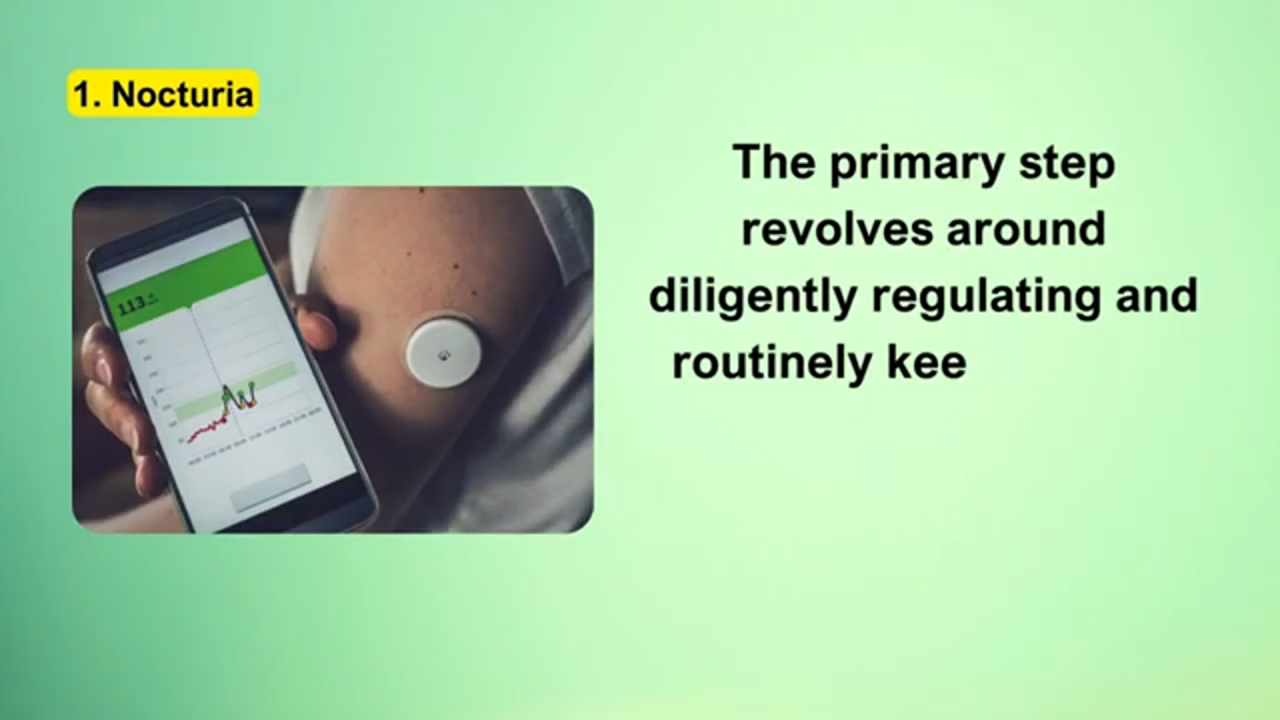 1. Nocturia
The primary step
revolves around
diligently regulating and
routinely kee
113